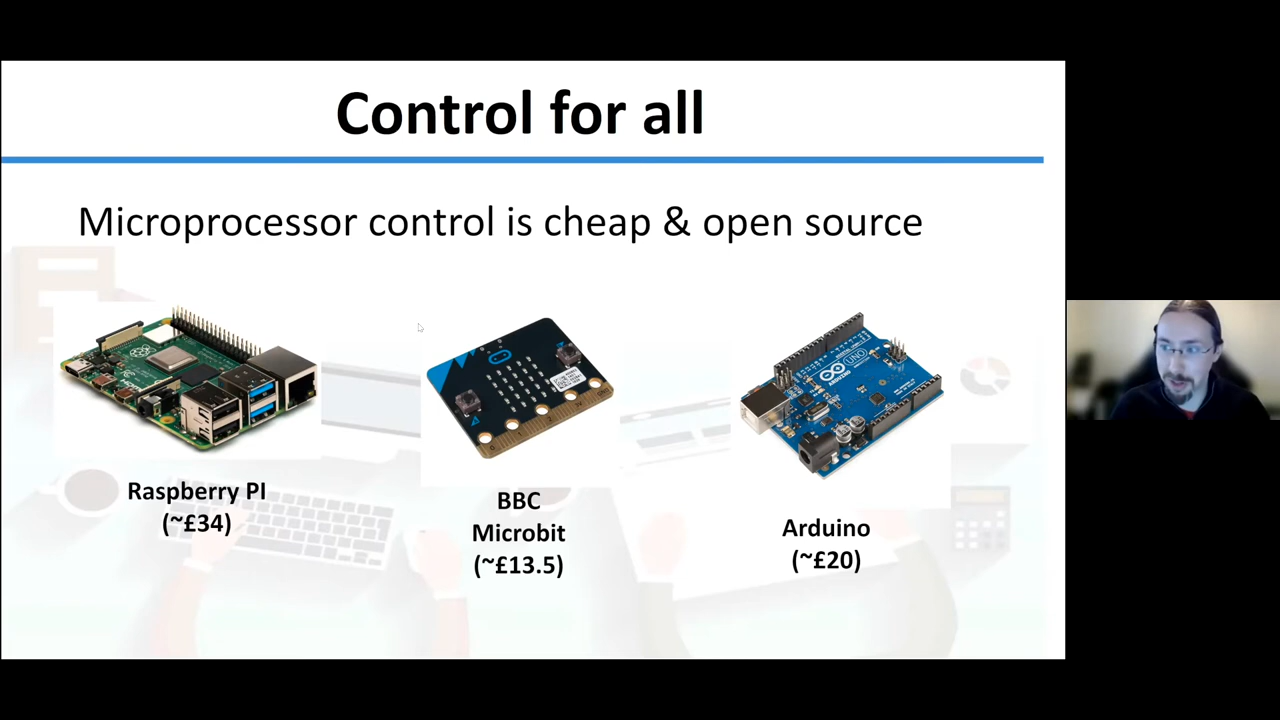 Control for all
Microprocessor control is cheap & open source
Raspberry PI
(~£34)
BBC
Microbit
(~£13.5)
Arduino
(~£20)